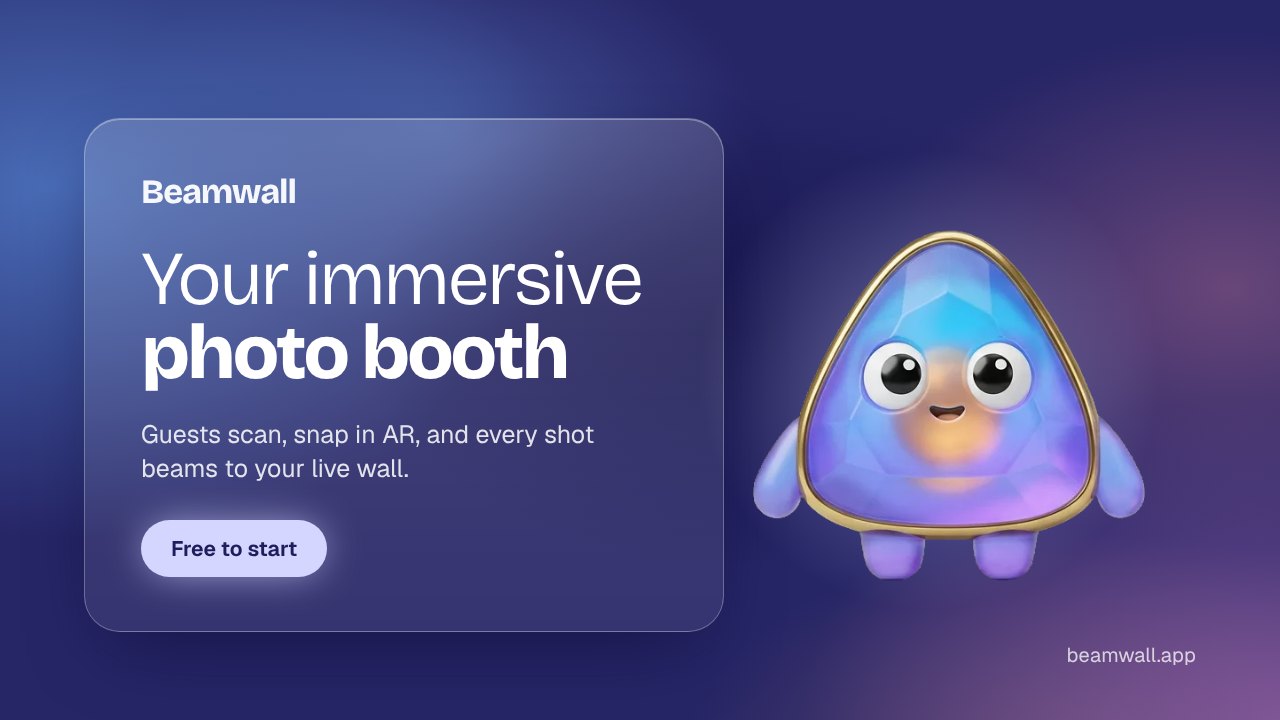 Beamwall
Your immersive
photo booth
Guests scan, snap in AR, and every shot
beams to your live wall.
Free to start
beamwall.app